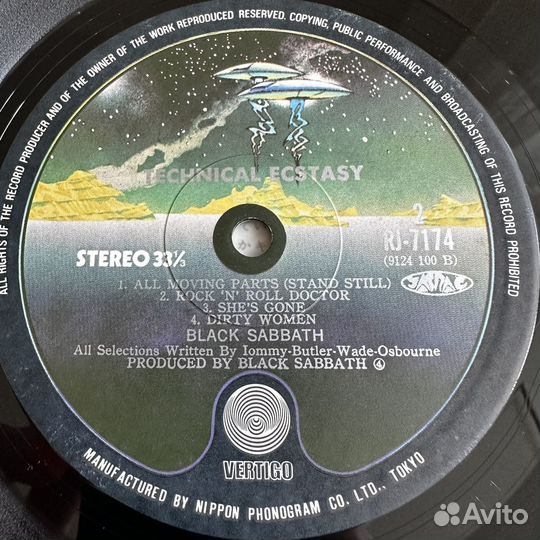 ALL RIGHTS OF THE RECORD PRODUCER AND OF THE OWNER OF THE WORK REPRODUCED RESERVED. COPYING, PUBLIC PERFORMANCE AND BROADCASTING OF THIS RECORD PROHIBITED
TECHNICAL ECSTASY
2
RJ-7174
(9124 100 B)
STEREO 33⅓
1. ALL MOVING PARTS (STAND STILL)
2. ROCK 'N' ROLL DOCTOR
3. SHE'S GONE
4. DIRTY WOMEN
BLACK SABBATH
All Selections Written By Iommy-Butler-Wade-Osbourne
PRODUCED BY BLACK SABBATH ④
VERTIGO
MANUFACTURED BY NIPPON PHONOGRAM CO. LTD., TOKYO
Avito